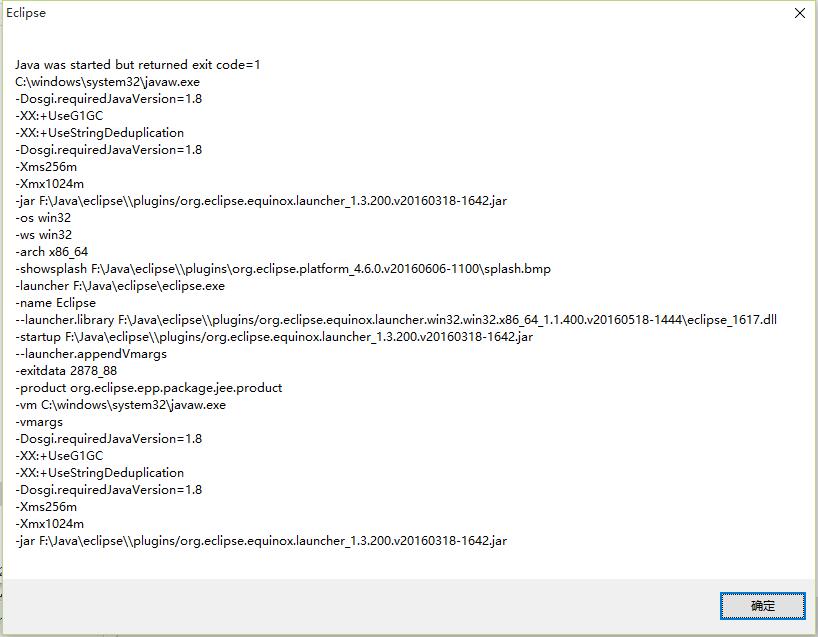 Eclipse
Java was started but returned exit code=1
C:\windows\system32\javaw.exe
-Dosgi.requiredJavaVersion=1.8
-XX:+UseG1GC
-XX:+UseStringDeduplication
-Dosgi.requiredJavaVersion=1.8
-Xms256m
-Xmx1024m
-jar F:\Java\eclipse\\plugins/org.eclipse.equinox.launcher_1.3.200.v20160318-1642.jar
-os win32
-ws win32
-arch x86_64
-showsplash F:\Java\eclipse\\plugins\org.eclipse.platform_4.6.0.v20160606-1100\splash.bmp
-launcher F:\Java\eclipse\eclipse.exe
-name Eclipse
--launcher.library F:\Java\eclipse\\plugins/org.eclipse.equinox.launcher.win32.win32.x86_64_1.1.400.v20160518-1444\eclipse_1617.dll
-startup F:\Java\eclipse\\plugins/org.eclipse.equinox.launcher_1.3.200.v20160318-1642.jar
--launcher.appendVmargs
-exitdata 2878_88
-product org.eclipse.epp.package.jee.product
-vm C:\windows\system32\javaw.exe
-vmargs
-Dosgi.requiredJavaVersion=1.8
-XX:+UseG1GC
-XX:+UseStringDeduplication
-Dosgi.requiredJavaVersion=1.8
-Xms256m
-Xmx1024m
-jar F:\Java\eclipse\\plugins/org.eclipse.equinox.launcher_1.3.200.v20160318-1642.jar
确定